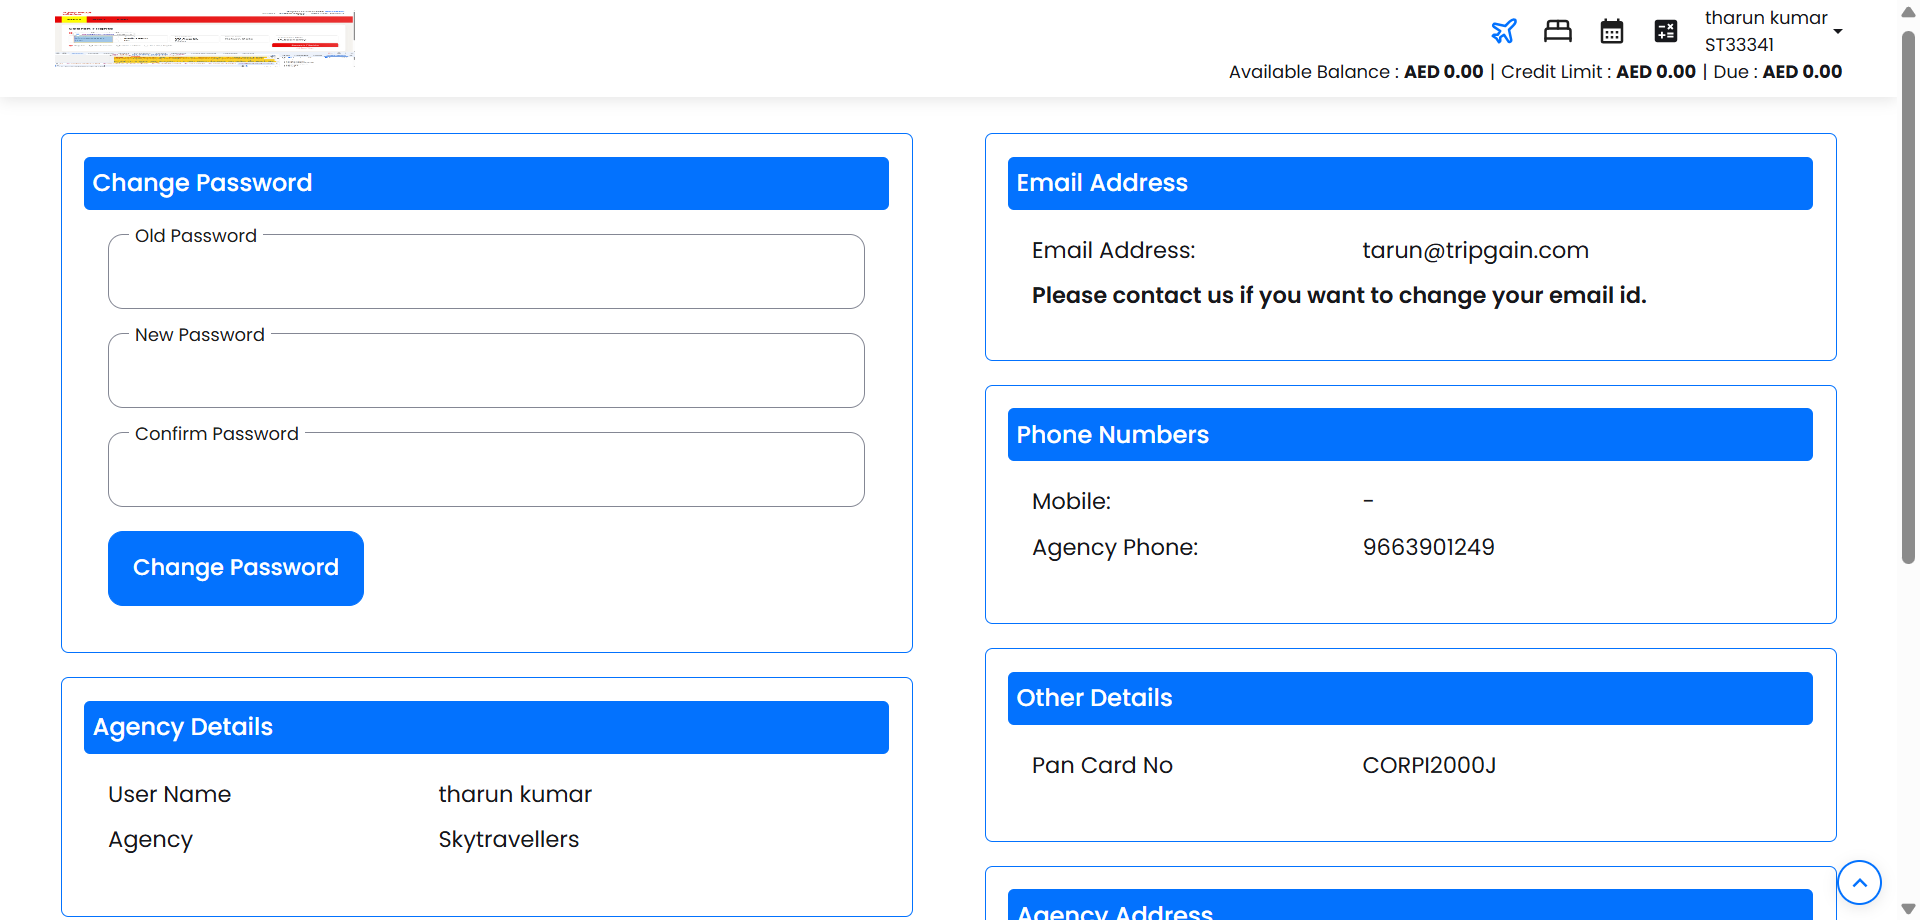 tharun kumar
ST33341
Available Balance : AED 0.00 | Credit Limit : AED 0.00 | Due : AED 0.00
Change Password
Old Password
New Password
Confirm Password
Change Password
Agency Details
User Name tharun kumar
Agency Skytravellers
Email Address
Email Address: tarun@tripgain.com
Please contact us if you want to change your email id.
Phone Numbers
Mobile: -
Agency Phone: 9663901249
Other Details
Pan Card No CORPI2000J
Agency Address